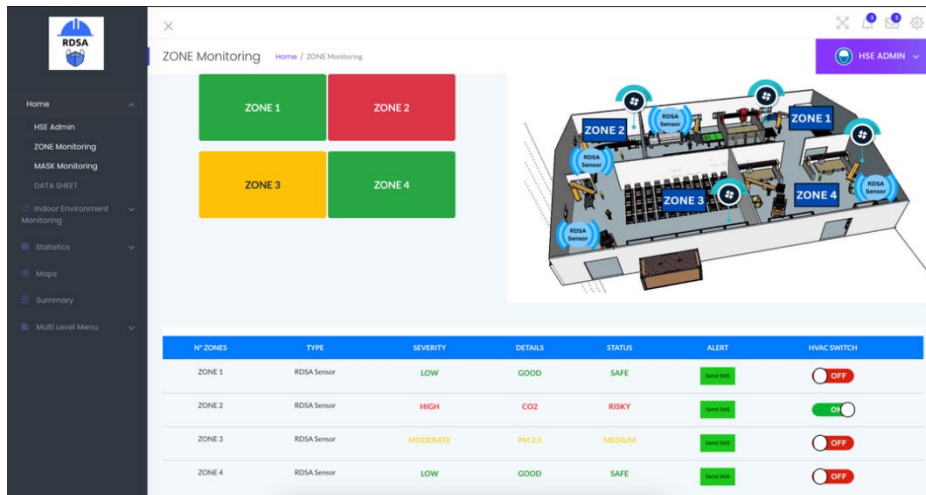 RDSA
3
3
ZONE Monitoring Home / ZONE Monitoring
HSE ADMIN
Home
HSE Admin
ZONE Monitoring
MASK Monitoring
DATA SHEET
Indoor Environment
Monitoring
Statistics
Maps
Summary
Multi Level Menu
ZONE 1
ZONE 2
ZONE 3
ZONE 4
ZONE 2
RDSA
Sensor
ZONE 1
RDSA
Sensor
ZONE 3
ZONE 4
RDSA
Sensor
RDSA
Sensor
N° ZONES TYPE SEVERITY DETAILS STATUS ALERT HVAC SWITCH
ZONE 1 RDSA Sensor LOW GOOD SAFE Send SMS OFF
ZONE 2 RDSA Sensor HIGH CO2 RISKY Send SMS ON
ZONE 3 RDSA Sensor MODERATE PM 2.5 MEDIUM Send SMS OFF
ZONE 4 RDSA Sensor LOW GOOD SAFE Send SMS OFF